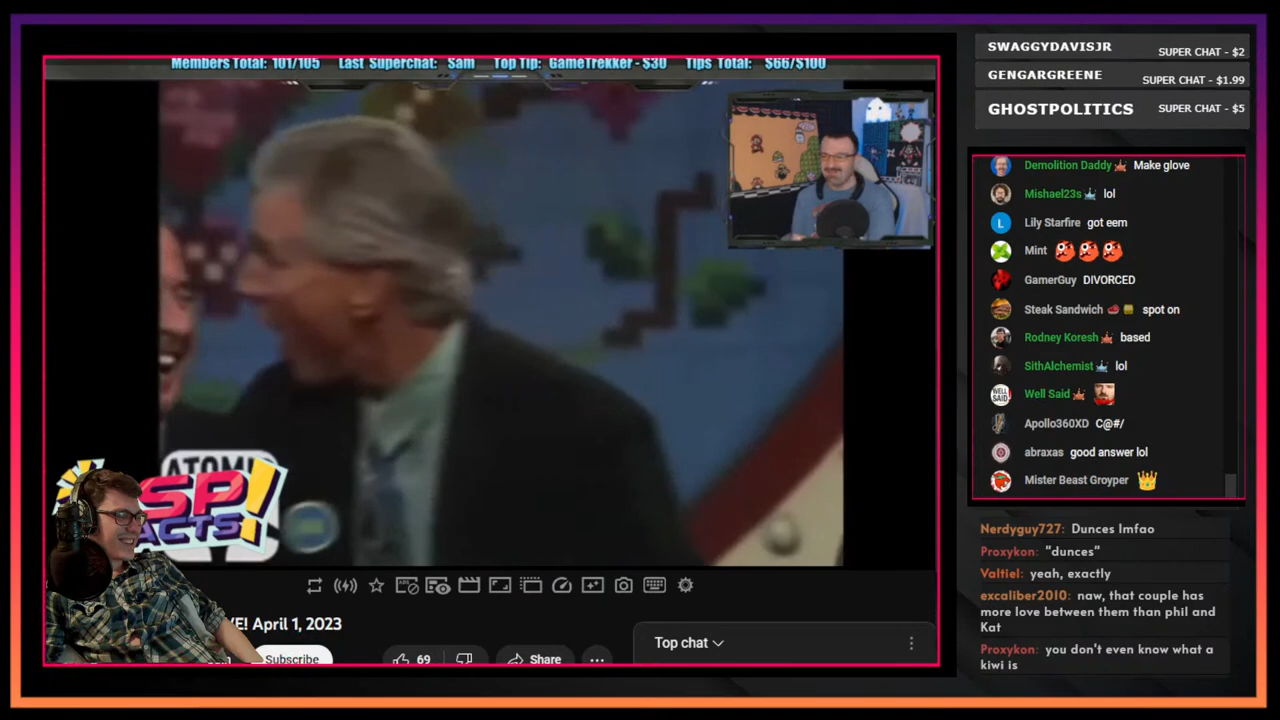 Members Total: 101/105 Last Superchat: Sam Top Tip: GameTrekker - $30 Tips Total: $66/$100
SWAGGYDAVISJR SUPER CHAT - $2
GENGARGREENE SUPER CHAT - $1.99
GHOSTPOLITICS SUPER CHAT - $5
Demolition Daddy Make glove
Mishael23s lol
L Lily Starfire got eem
Mint
GamerGuy DIVORCED
Steak Sandwich spot on
Rodney Koresh based
SithAlchemist lol
WELL SAID Well Said
Apollo360XD C@#/
abraxas good answer lol
Mister Beast Groyper
Nerdyguy727: Dunces lmfao
Proxykon: "dunces"
Valtiel: yeah, exactly
excaliber2010: naw, that couple has
more love between them than phil and
Kat
Proxykon: you don't even know what a
kiwi is
ATOMI
SP
ACTS!
E! April 1, 2023
Subscribe
69
Share
Top chat